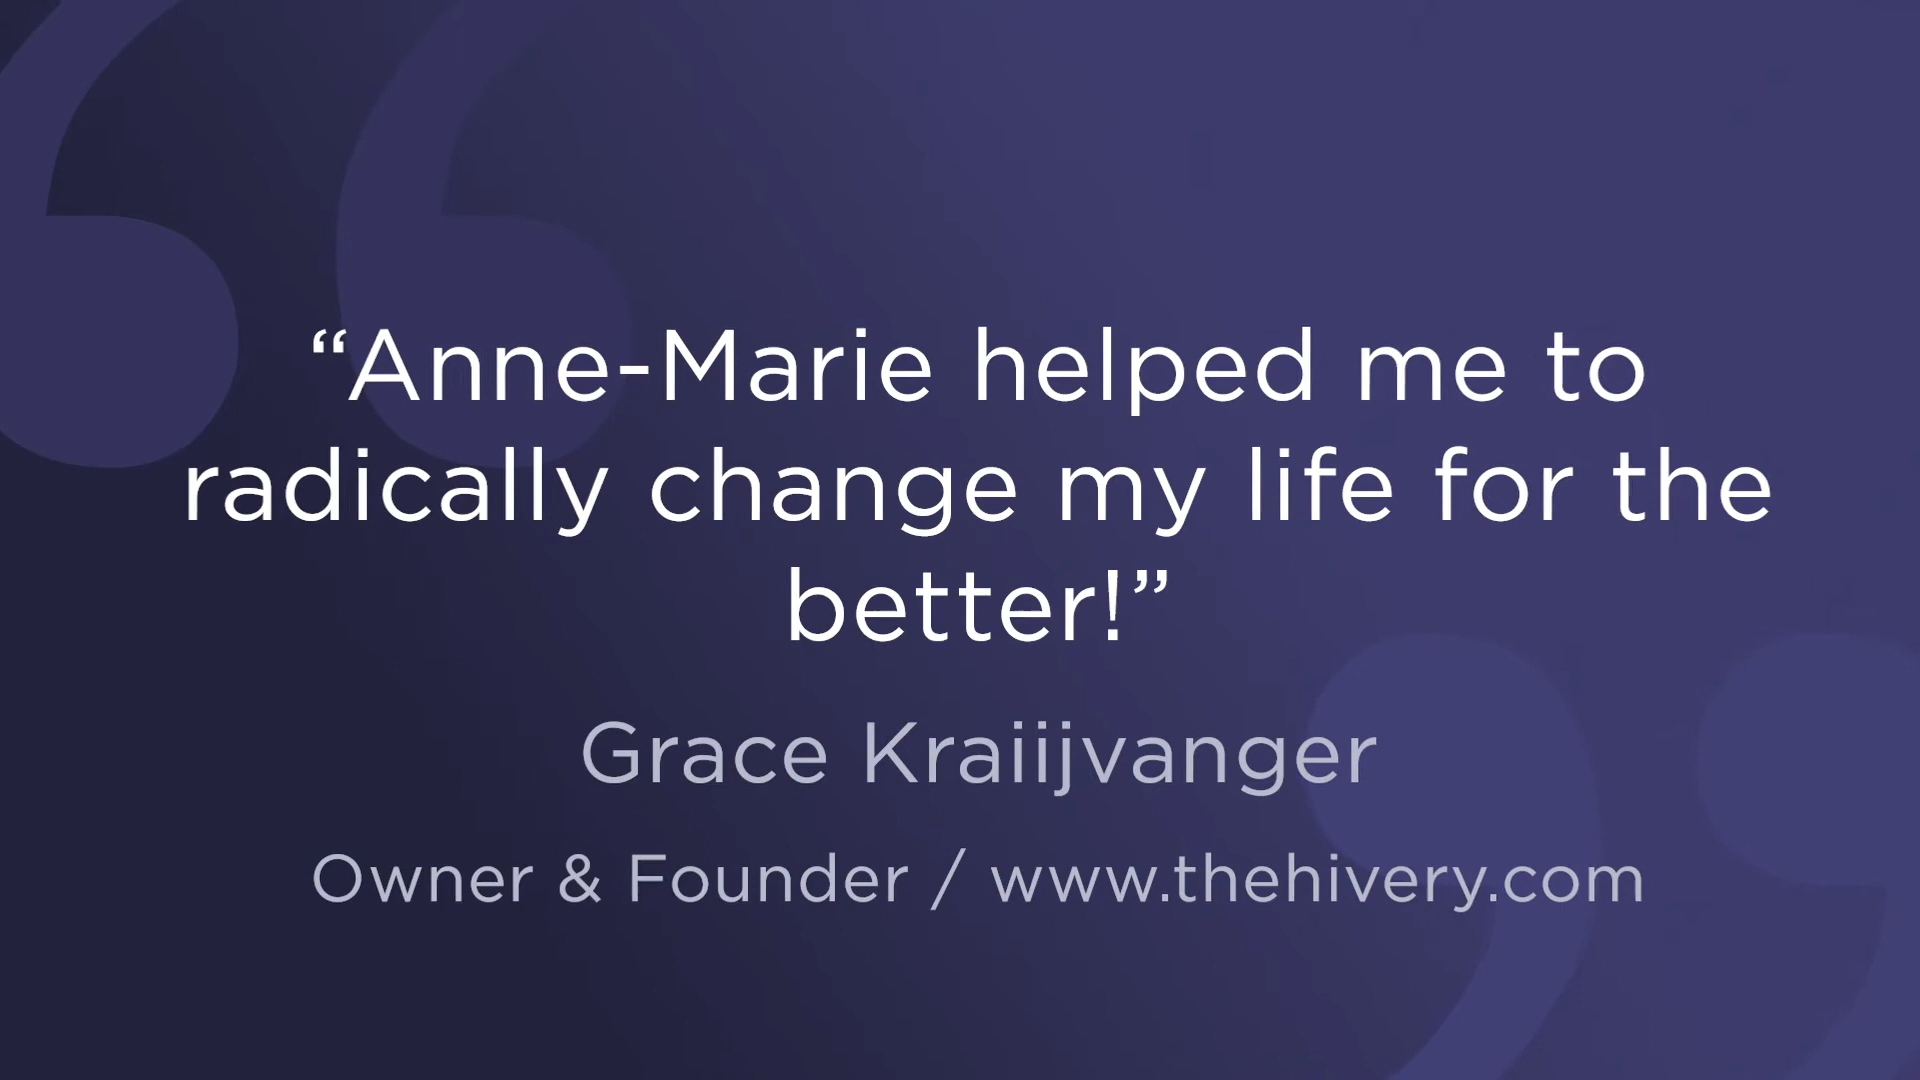 “Anne-Marie helped me to
radically change my life for the
better!”
Grace Kraiijvanger
Owner & Founder / www.thehivery.com